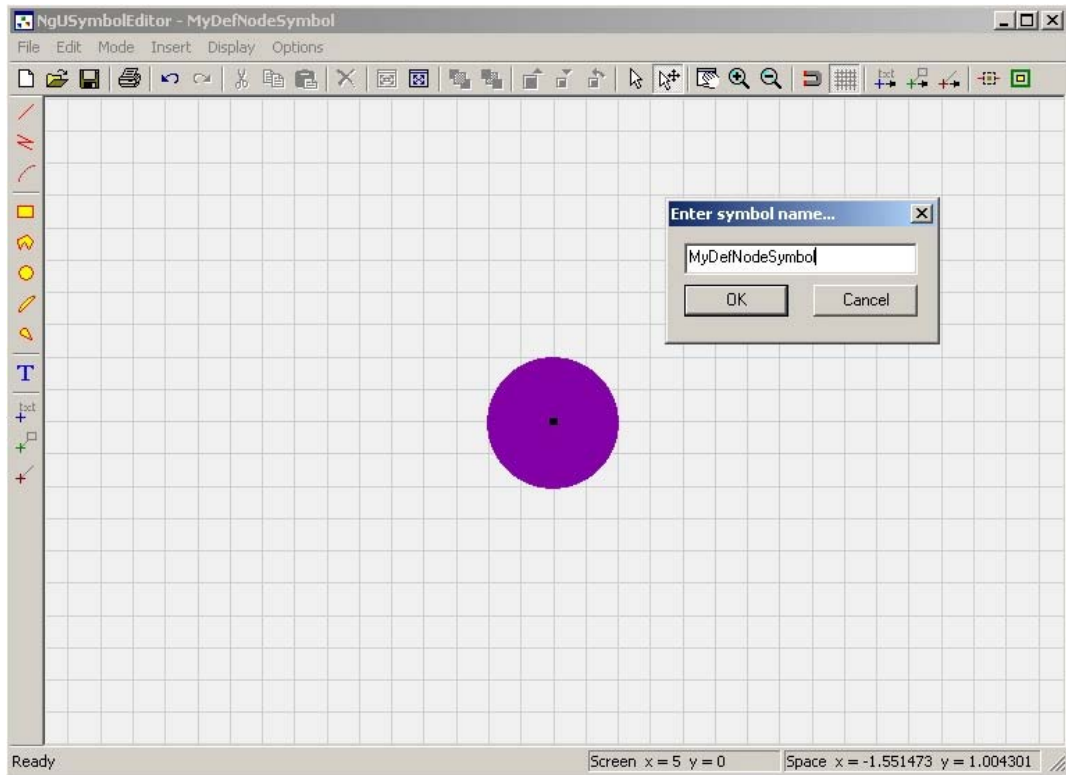 NgUSymbolEditor - MyDefNodeSymbol
File Edit Mode Insert Display Options
txt
Enter symbol name...
MyDefNodeSymbol
OK Cancel
T
txt
Ready Screen x = 5 y = 0 Space x = -1.551473 y = 1.004301